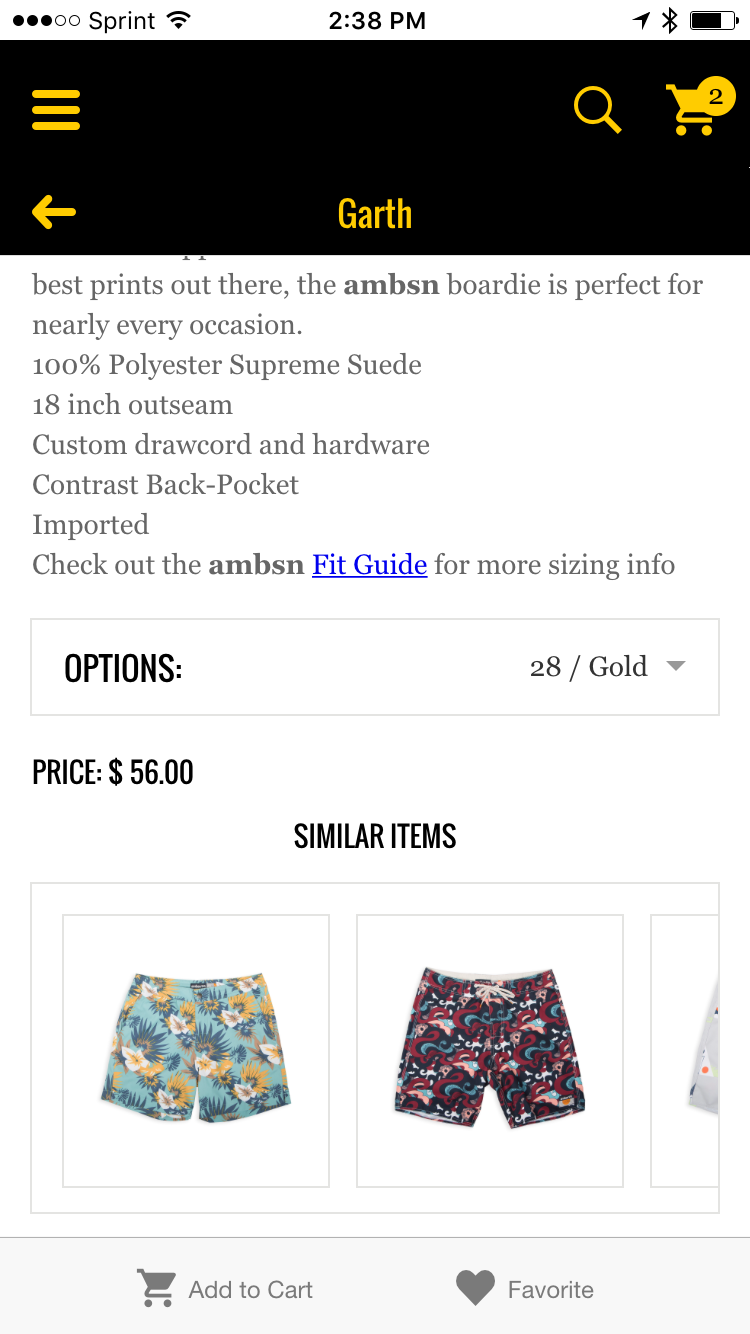 Sprint 2:38 PM
2
Garth
best prints out there, the ambsn boardie is perfect for
nearly every occasion.
100% Polyester Supreme Suede
18 inch outseam
Custom drawcord and hardware
Contrast Back-Pocket
Imported
Check out the ambsn Fit Guide for more sizing info
OPTIONS: 28 / Gold
PRICE: $ 56.00
SIMILAR ITEMS
Add to Cart Favorite